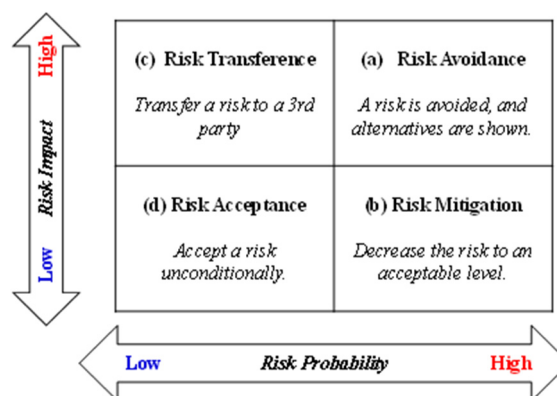 High
Risk Impact
Low
(c) Risk Transference
Transfer a risk to a 3rd
party
(a) Risk Avoidance
A risk is avoided, and
alternatives are shown.
(d) Risk Acceptance
Accept a risk
unconditionally.
(b) Risk Mitigation
Decrease the risk to an
acceptable level.
Low Risk Probability High